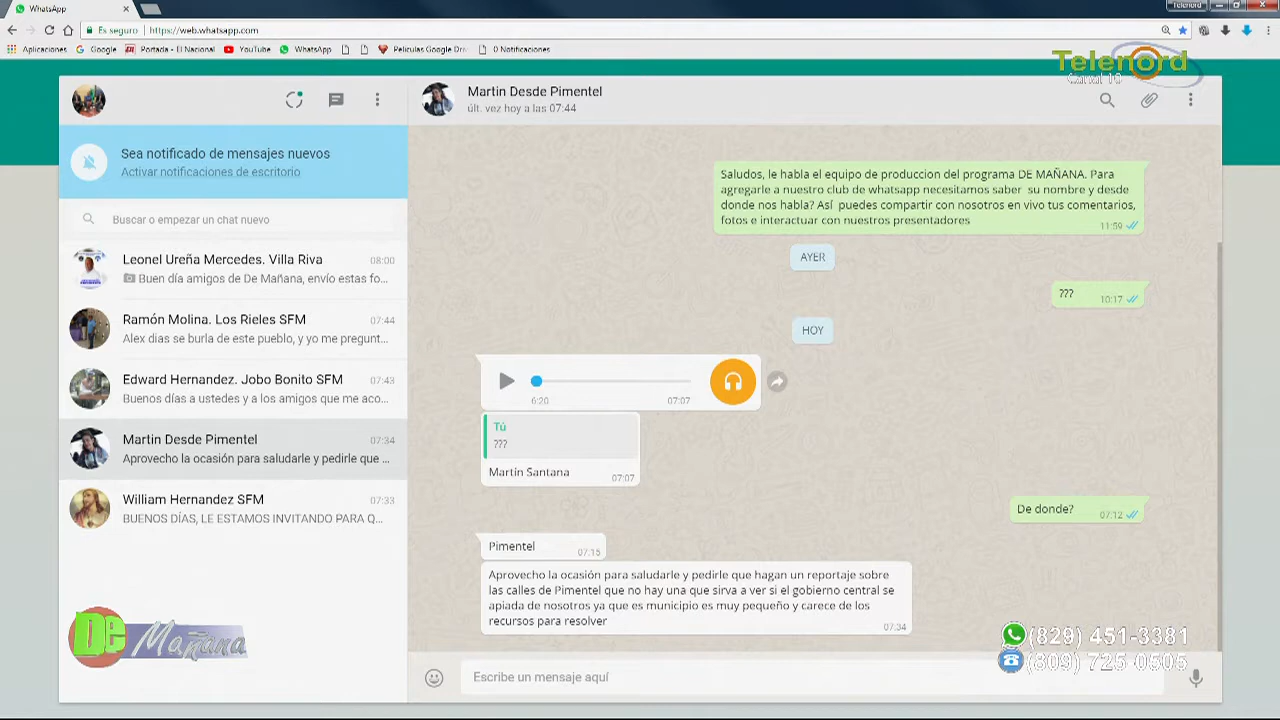 WhatsApp
Telenord
Es seguro https://web.whatsapp.com
Aplicaciones Google Portada - El Nacional YouTube WhatsApp Peliculas Google Dri 0 Notificaciones
Telenord
Canal 10
Martin Desde Pimentel
últ. vez hoy a las 07:44
Sea notificado de mensajes nuevos
Activar notificaciones de escritorio
Buscar o empezar un chat nuevo
Leonel Ureña Mercedes. Villa Riva 08:00
Buen día amigos de De Mañana, envío estas fo...
Ramón Molina. Los Rieles SFM 07:44
Alex dias se burla de este pueblo, y yo me pregunt...
Edward Hernandez. Jobo Bonito SFM 07:43
Buenos días a ustedes y a los amigos que me aco...
Martin Desde Pimentel 07:34
Aprovecho la ocasión para saludarle y pedirle que ...
William Hernandez SFM 07:33
BUENOS DÍAS, LE ESTAMOS INVITANDO PARA Q...
De Mañana
Saludos, le habla el equipo de produccion del programa DE MAÑANA. Para
agregarle a nuestro club de whatsapp necesitamos saber su nombre y desde
donde nos habla? Así puedes compartir con nosotros en vivo tus comentarios,
fotos e interactuar con nuestros presentadores
11:59
AYER
??? 10:17
HOY
6:20 07:07
Tú
???
Martín Santana 07:07
De donde? 07:12
Pimentel 07:15
Aprovecho la ocasión para saludarle y pedirle que hagan un reportaje sobre
las calles de Pimentel que no hay una que sirva a ver si el gobierno central se
apiada de nosotros ya que es municipio es muy pequeño y carece de los
recursos para resolver
07:34
(829) 451-3381
(809) 725 0505
Escribe un mensaje aquí